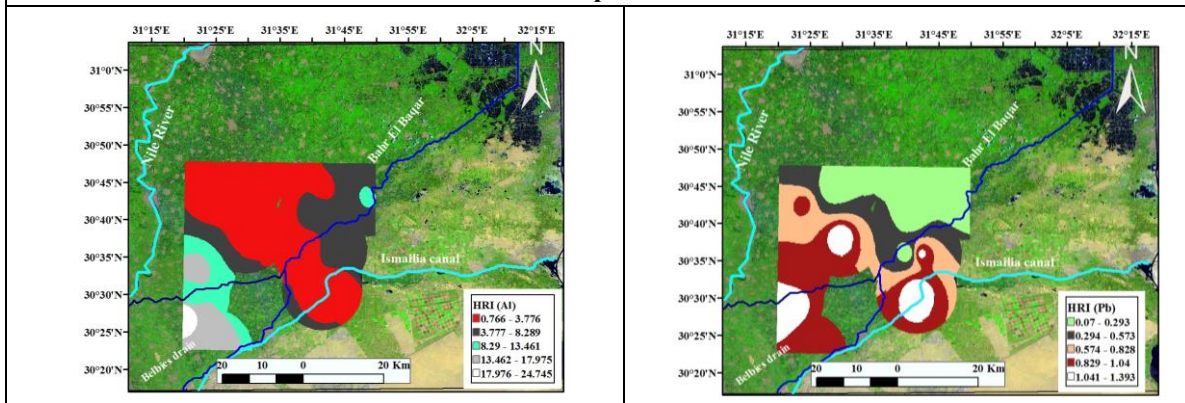 31°15'E 31°25'E 31°35'E 31°45'E 31°55'E 32°5'E 32°15'E
31°0'N
30°55'N
30°50'N
30°45'N
30°40'N
30°35'N
30°30'N
30°25'N
30°20'N
N
Nile River
Bahr El Baqar
Ismallia canal
Belbies drain
HRI (Al)
0.766 - 3.776
3.777 - 8.289
8.29 - 13.461
13.462 - 17.975
17.976 - 24.745
20 10 0 20 Km
31°15'E 31°25'E 31°35'E 31°45'E 31°55'E 32°5'E 32°15'E
31°0'N
30°55'N
30°50'N
30°45'N
30°40'N
30°35'N
30°30'N
30°25'N
30°20'N
N
Nile River
Bahr El Baqar
Ismallia canal
Belbies drain
HRI (Pb)
0.07 - 0.293
0.294 - 0.573
0.574 - 0.828
0.829 - 1.04
1.041 - 1.393
20 10 0 20 Km